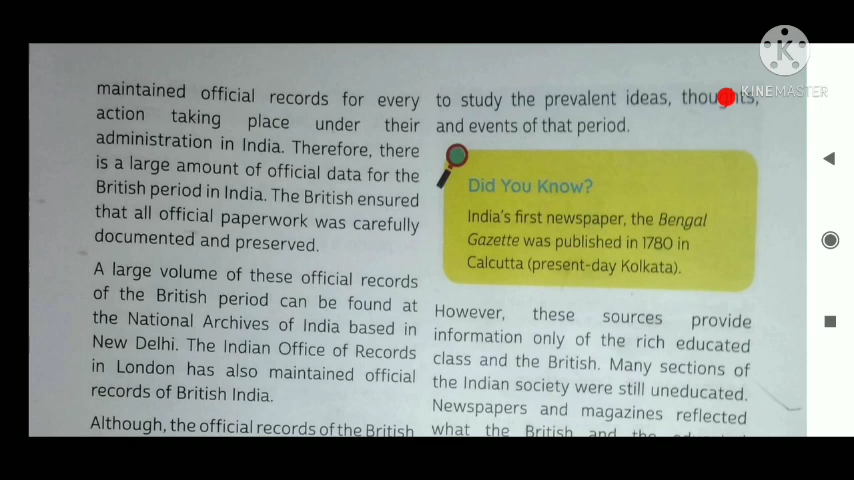 maintained official records for every
action taking place under their
administration in India. Therefore, there
is a large amount of official data for the
British period in India. The British ensured
that all official paperwork was carefully
documented and preserved.
A large volume of these official records
of the British period can be found at
the National Archives of India based in
New Delhi. The Indian Office of Records
in London has also maintained official
records of British India.
Although, the official records of the British
to study the prevalent ideas, thoughts,
and events of that period.
Did You Know?
India's first newspaper, the Bengal
Gazette was published in 1780 in
Calcutta (present-day Kolkata).
However, these sources provide
information only of the rich educated
class and the British. Many sections of
the Indian society were still uneducated.
Newspapers and magazines reflected
what the British and the
K
KINEMASTER